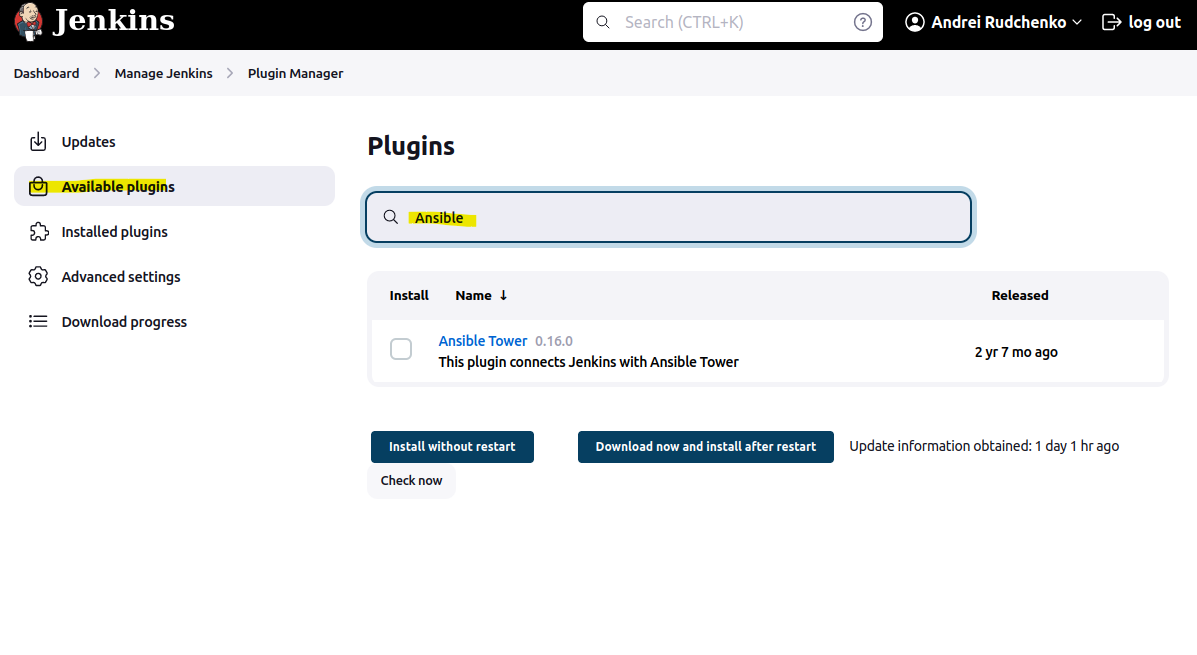 Jenkins
Search (CTRL+K)
Andrei Rudchenko
log out
Dashboard
Manage Jenkins
Plugin Manager
Updates
Available plugins
Installed plugins
Advanced settings
Download progress
Plugins
Ansible
Install Name ↓ Released
Ansible Tower 0.16.0
This plugin connects Jenkins with Ansible Tower
2 yr 7 mo ago
Install without restart
Download now and install after restart
Update information obtained: 1 day 1 hr ago
Check now